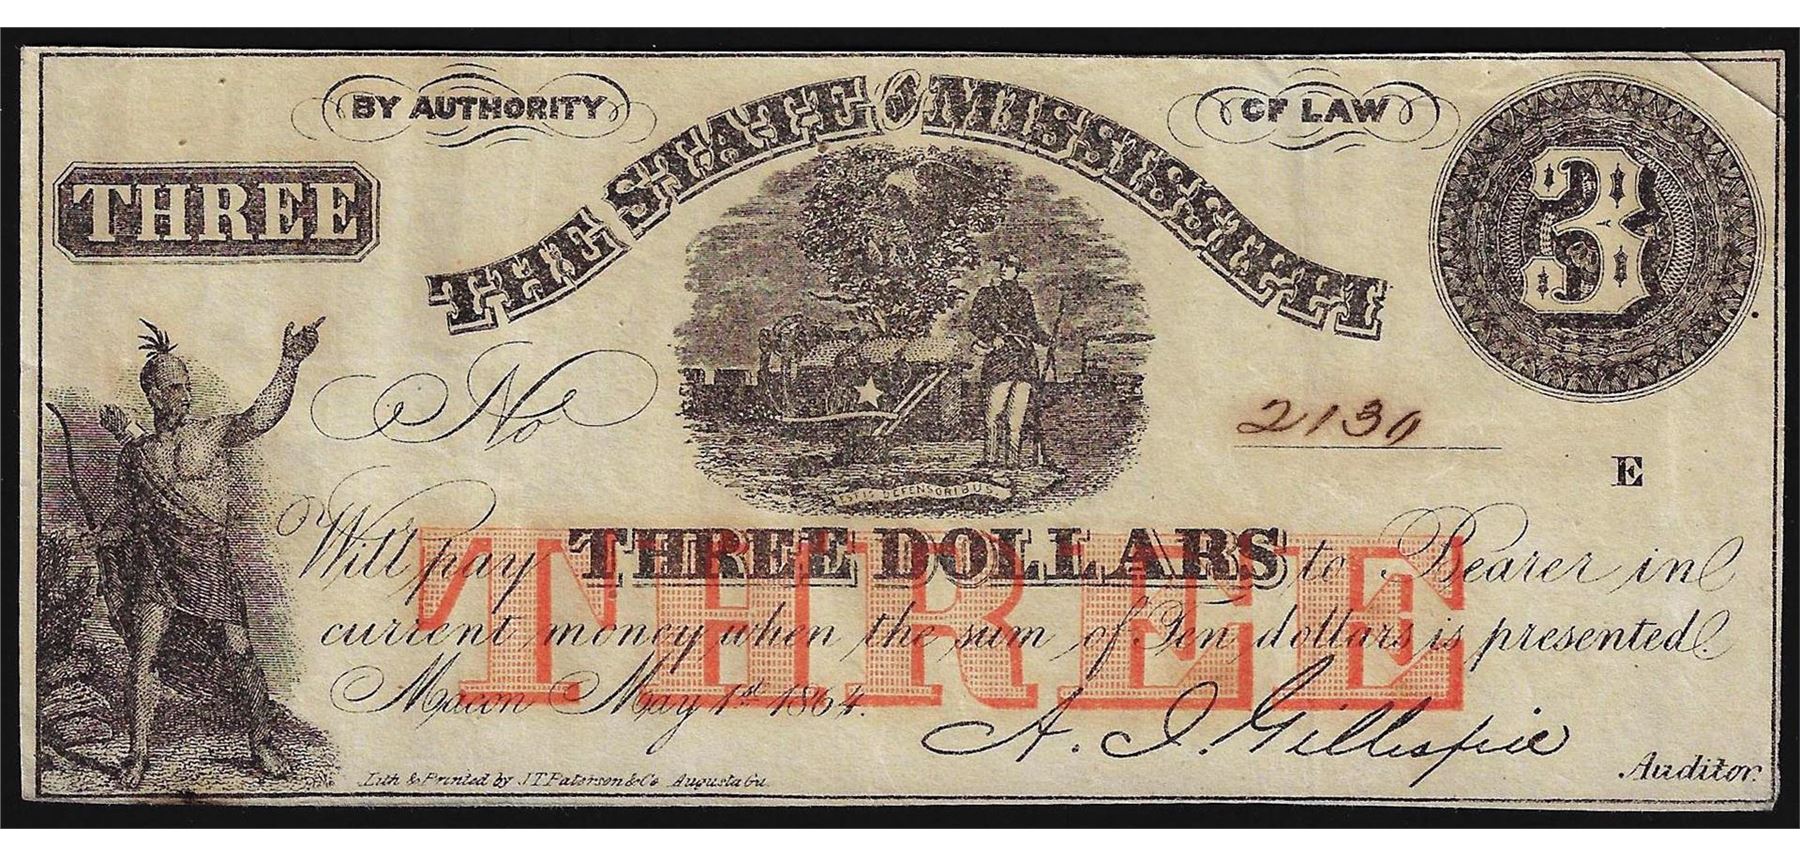 BY AUTHORITY
THE STATE OF MISSISSIPPI
OF LAW
THREE
3
No 2130
E
Will pay THREE DOLLARS to Bearer in
THREE
current money when the sum of Ten dollars is presented.
Macon May 1st 1864.
A. J. Gillespie
Auditor.
Lith & Printed by J T Paterson & Co Augusta Ga
DEFENSORIBUS